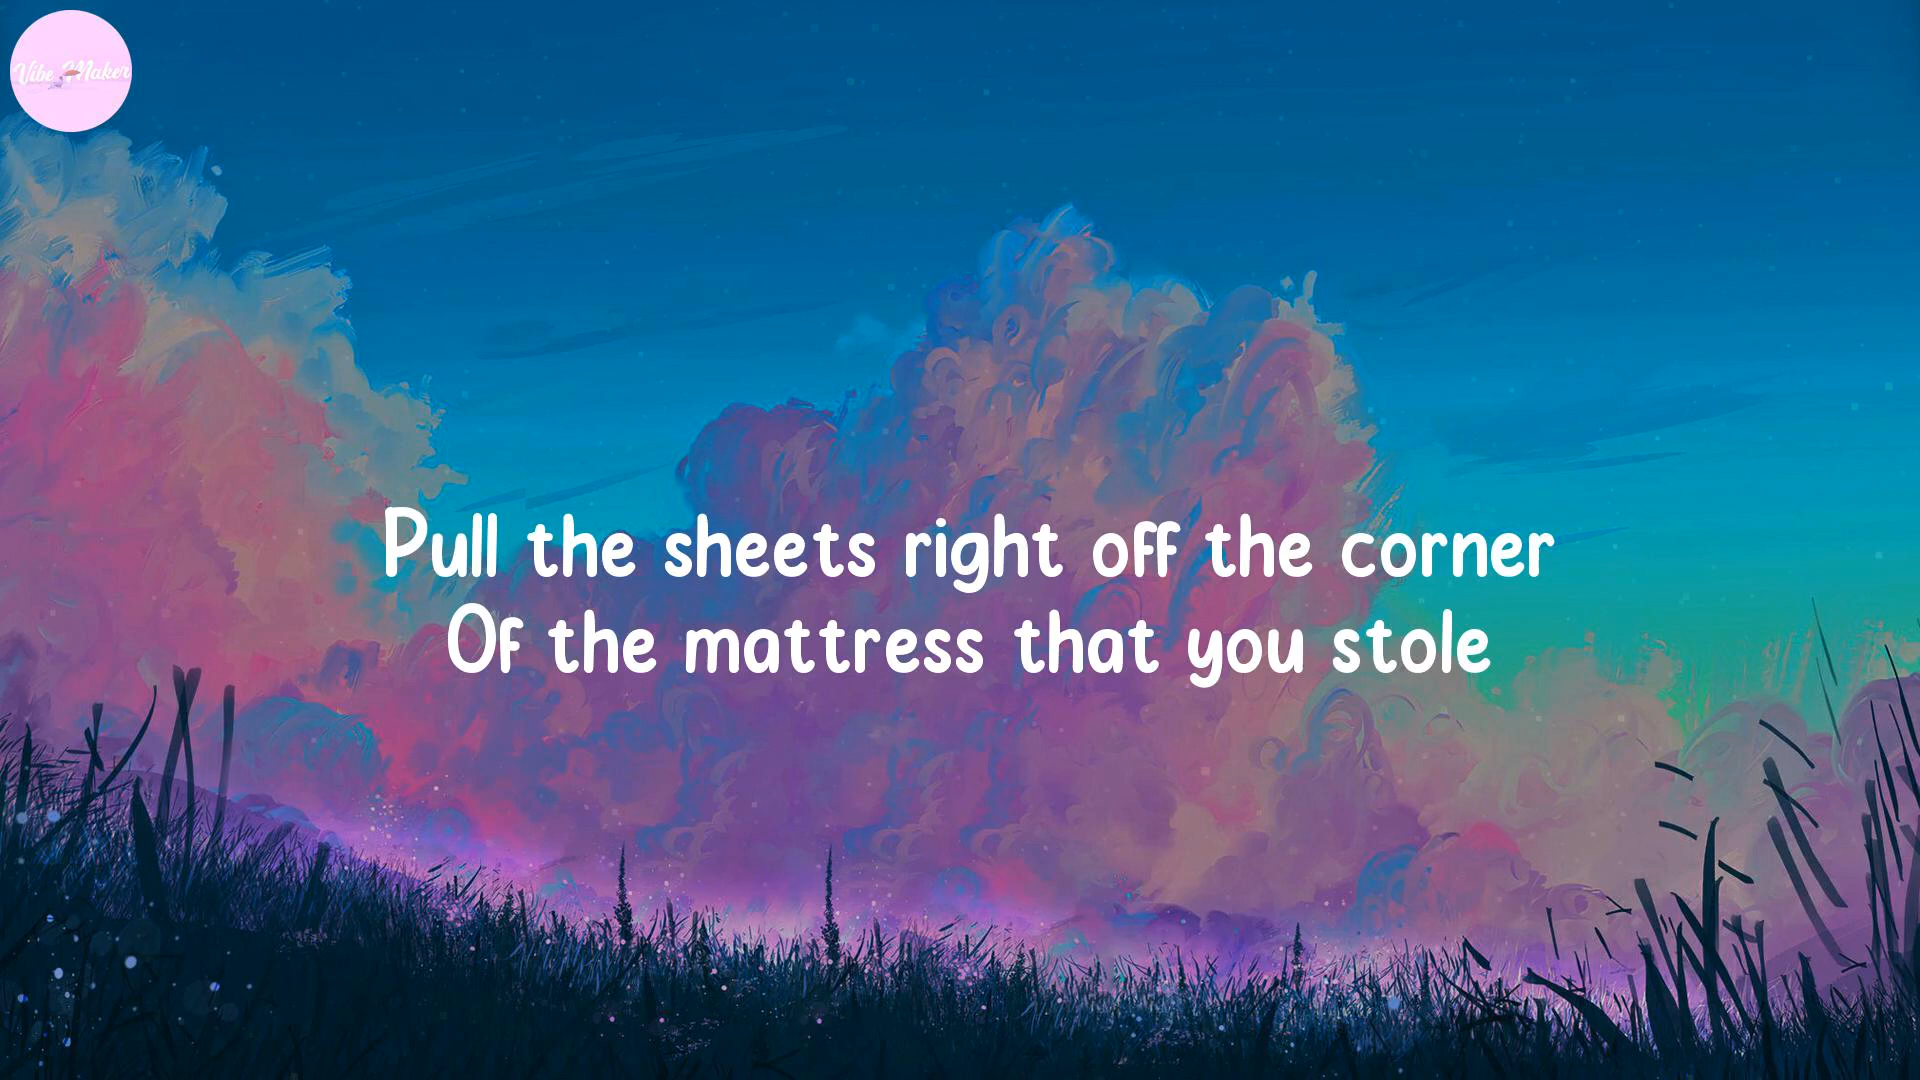 Vibe Maker
Pull the sheets right off the corner
Of the mattress that you stole